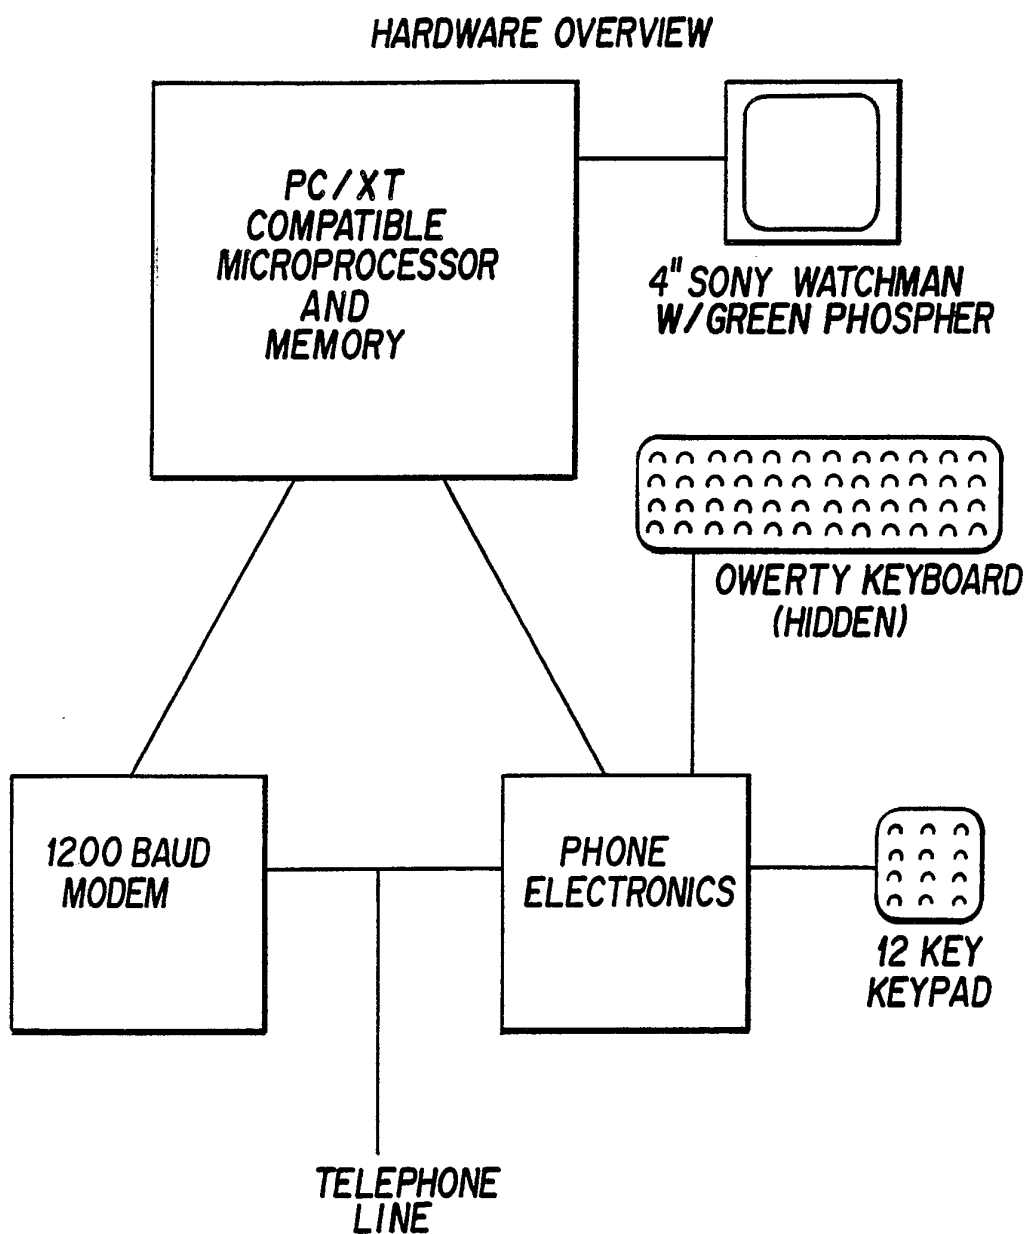 HARDWARE OVERVIEW
PC/XT
COMPATIBLE
MICROPROCESSOR
AND
MEMORY
4" SONY WATCHMAN
W/GREEN PHOSPHER
OWERTY KEYBOARD
(HIDDEN)
1200 BAUD
MODEM
PHONE
ELECTRONICS
12 KEY
KEYPAD
TELEPHONE
LINE